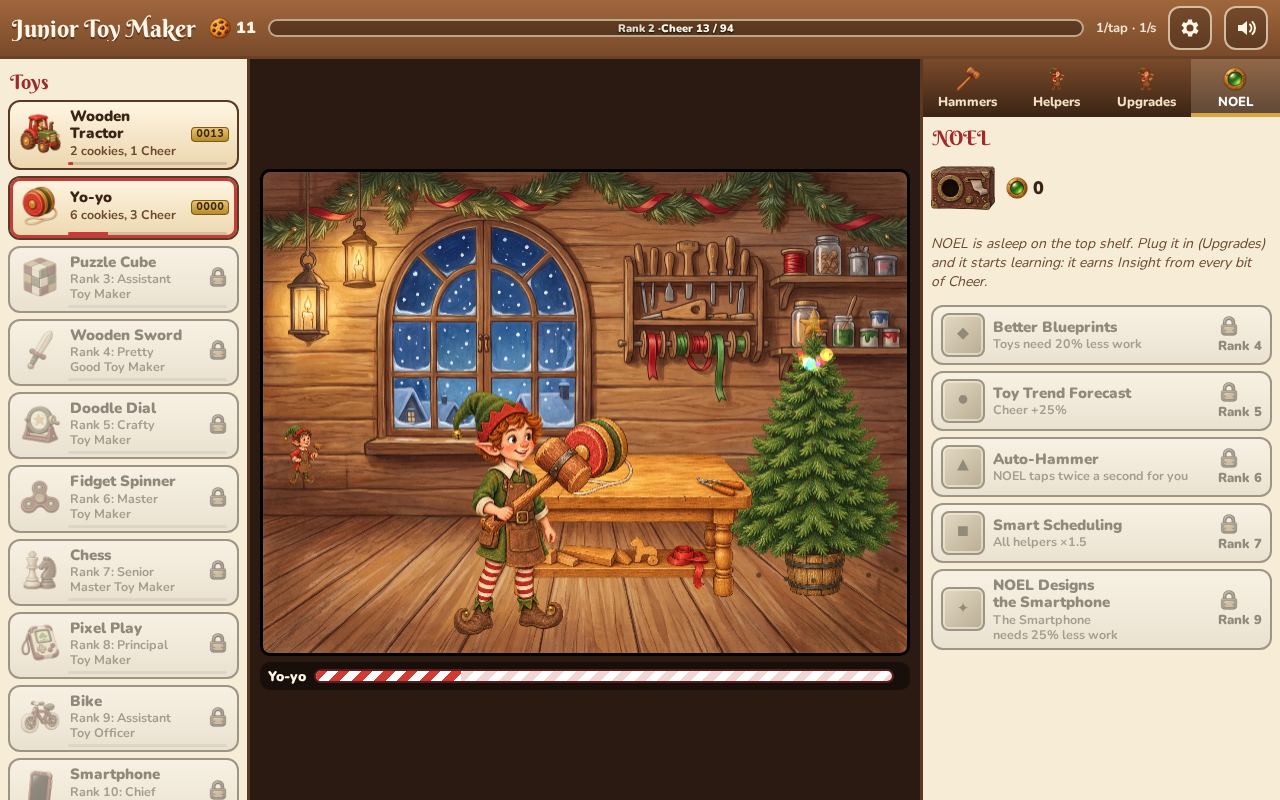 Junior Toy Maker
11
Rank 2 ·Cheer 13 / 94
1/tap · 1/s
Toys
Wooden
Tractor
2 cookies, 1 Cheer
0013
Yo-yo
6 cookies, 3 Cheer
0000
Puzzle Cube
Rank 3: Assistant
Toy Maker
Wooden Sword
Rank 4: Pretty
Good Toy Maker
Doodle Dial
Rank 5: Crafty
Toy Maker
Fidget Spinner
Rank 6: Master
Toy Maker
Chess
Rank 7: Senior
Master Toy Maker
Pixel Play
Rank 8: Principal
Toy Maker
Bike
Rank 9: Assistant
Toy Officer
Smartphone
Rank 10: Chief
Yo-yo
Hammers
Helpers
Upgrades
NOEL
NOEL
0
NOEL is asleep on the top shelf. Plug it in (Upgrades)
and it starts learning: it earns Insight from every bit
of Cheer.
Better Blueprints
Toys need 20% less work
Rank 4
Toy Trend Forecast
Cheer +25%
Rank 5
Auto-Hammer
NOEL taps twice a second for you
Rank 6
Smart Scheduling
All helpers ×1.5
Rank 7
NOEL Designs
the Smartphone
The Smartphone
needs 25% less work
Rank 9